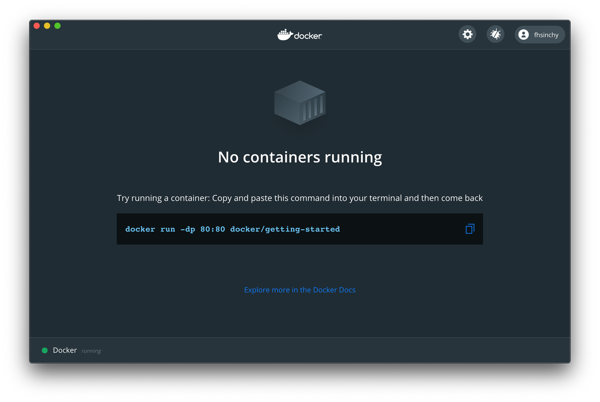 docker
fhsinchy
No containers running
Try running a container: Copy and paste this command into your terminal and then come back
docker run -dp 80:80 docker/getting-started
Explore more in the Docker Docs
Docker running